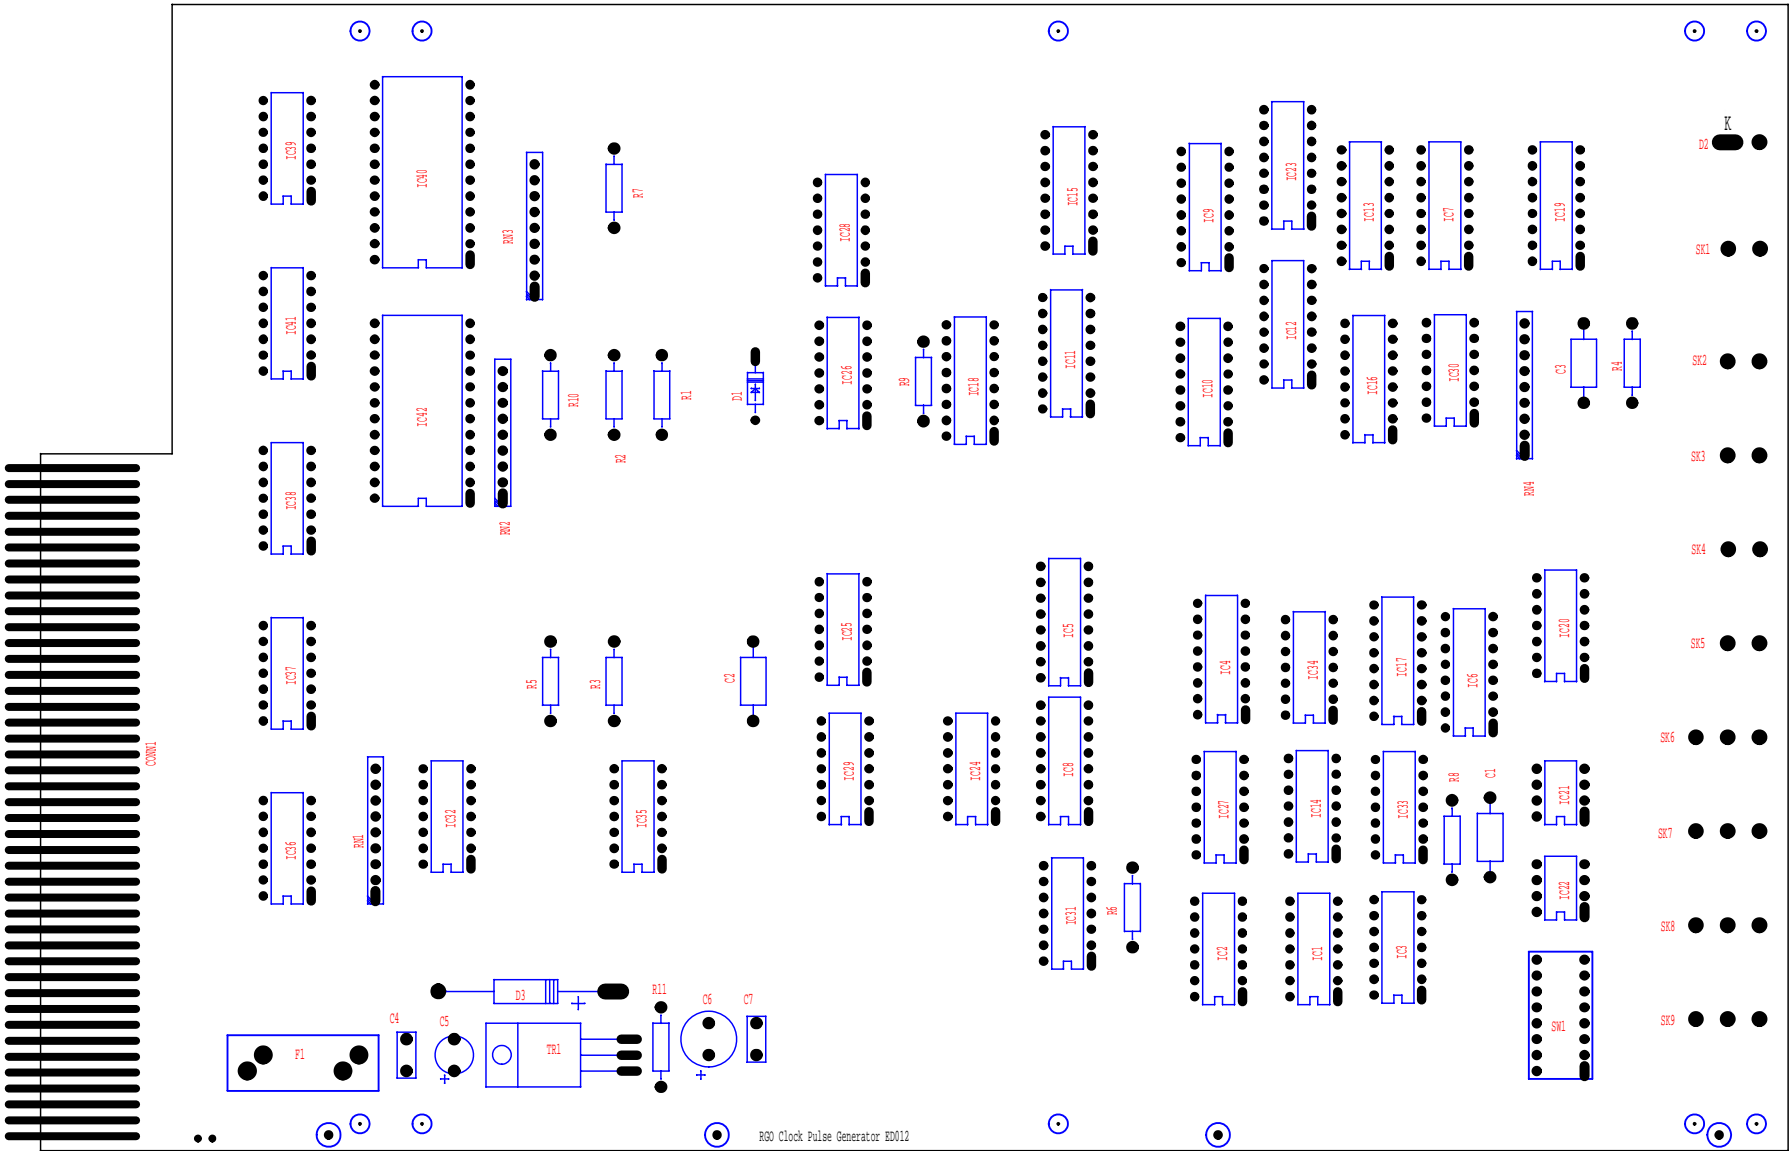 K
D2
IC39
IC40
IC23
R7
IC15
IC9
IC13
IC7
IC19
RN3
IC28
SK1
IC41
IC12
IC42
R10
R2
R1
D1
IC26
R9
IC18
IC11
IC10
IC16
IC30
C3
R4
SK2
SK3
IC38
RN2
RN4
SK4
IC37
R5
R3
C2
IC25
IC5
IC4
IC34
IC17
IC6
IC20
SK5
CONN1
SK6
IC36
RN1
IC32
IC35
IC29
IC24
IC8
IC27
IC14
IC33
R8
C1
IC21
SK7
IC22
IC31
R6
IC2
IC1
IC3
SK8
D3
R11
C6
C7
C4
C5
F1
TR1
SW1
SK9
RGO Clock Pulse Generator ED012